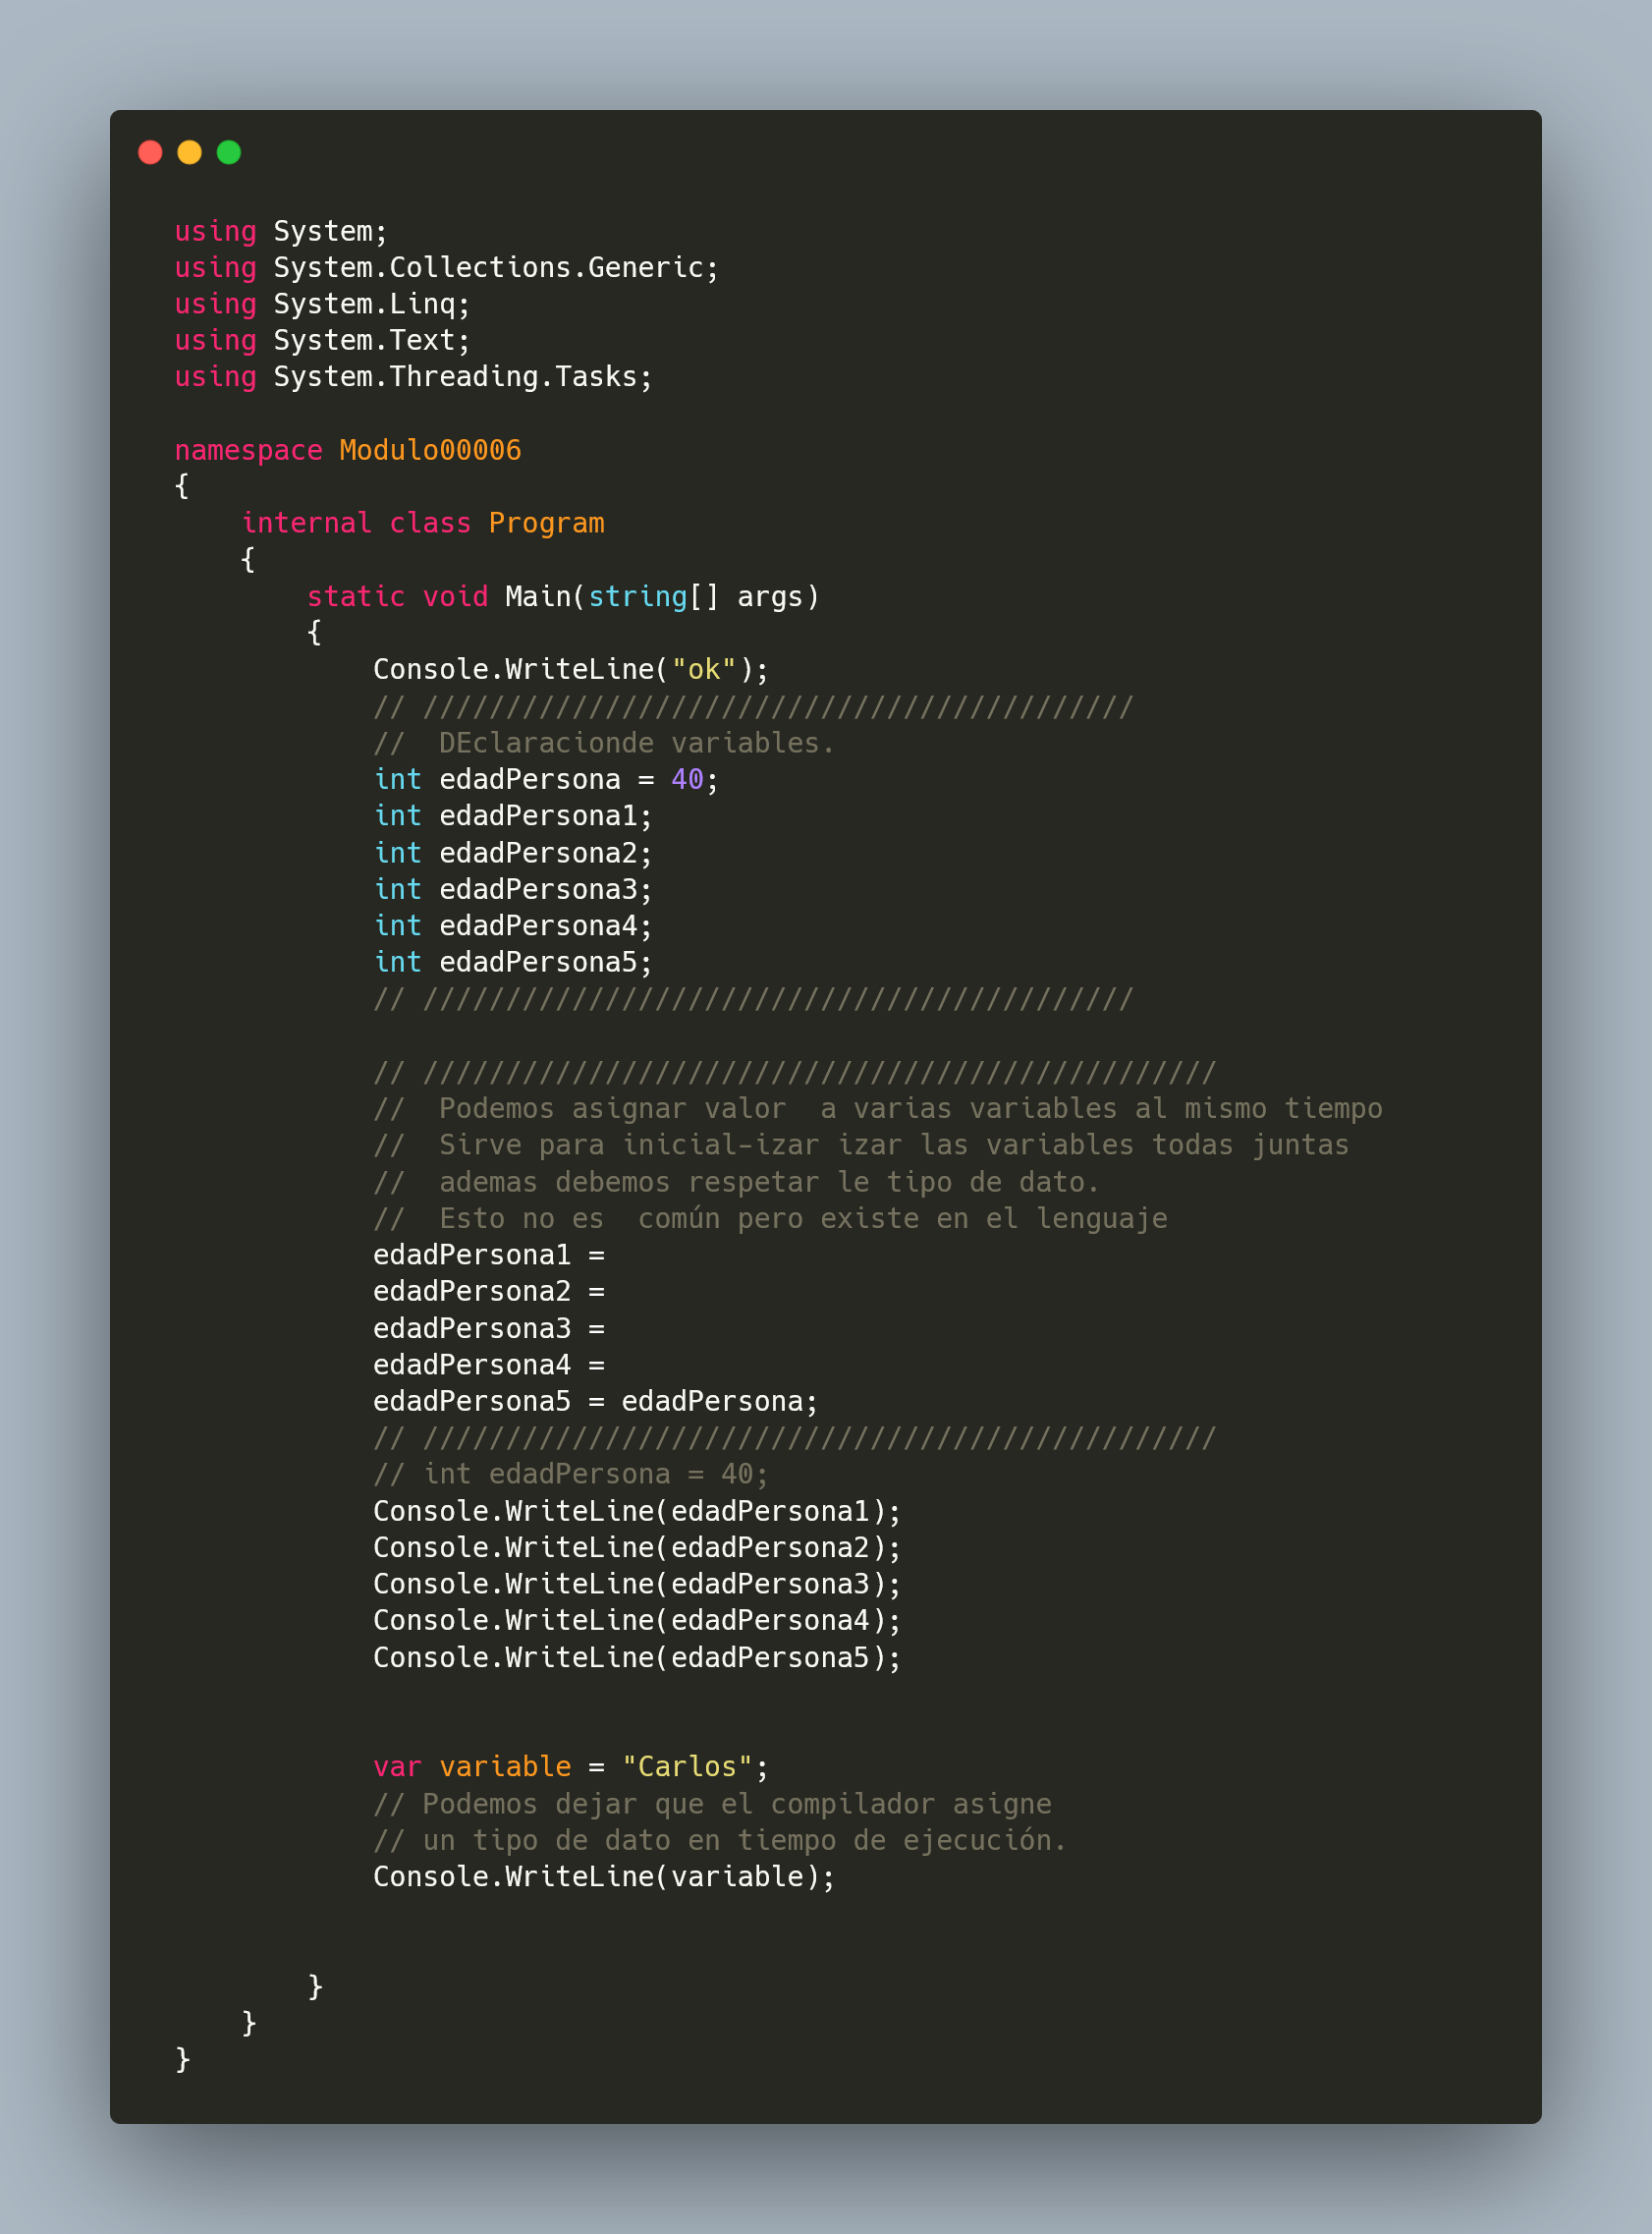 using System;
using System.Collections.Generic;
using System.Linq;
using System.Text;
using System.Threading.Tasks;
namespace Modulo00006
{
    internal class Program
    {
        static void Main(string[] args)
        {
            Console.WriteLine("ok");
            // ///////////////////////////////////////////
            //  DEclaracionde variables.
            int edadPersona = 40;
            int edadPersona1;
            int edadPersona2;
            int edadPersona3;
            int edadPersona4;
            int edadPersona5;
            // ///////////////////////////////////////////
            // ////////////////////////////////////////////////
            //  Podemos asignar valor  a varias variables al mismo tiempo
            //  Sirve para inicial-izar izar las variables todas juntas
            //  ademas debemos respetar le tipo de dato.
            //  Esto no es  común pero existe en el lenguaje
            edadPersona1 =
            edadPersona2 =
            edadPersona3 =
            edadPersona4 =
            edadPersona5 = edadPersona;
            // ////////////////////////////////////////////////
            // int edadPersona = 40;
            Console.WriteLine(edadPersona1);
            Console.WriteLine(edadPersona2);
            Console.WriteLine(edadPersona3);
            Console.WriteLine(edadPersona4);
            Console.WriteLine(edadPersona5);
            var variable = "Carlos";
            // Podemos dejar que el compilador asigne
            // un tipo de dato en tiempo de ejecución.
            Console.WriteLine(variable);
        }
    }
}